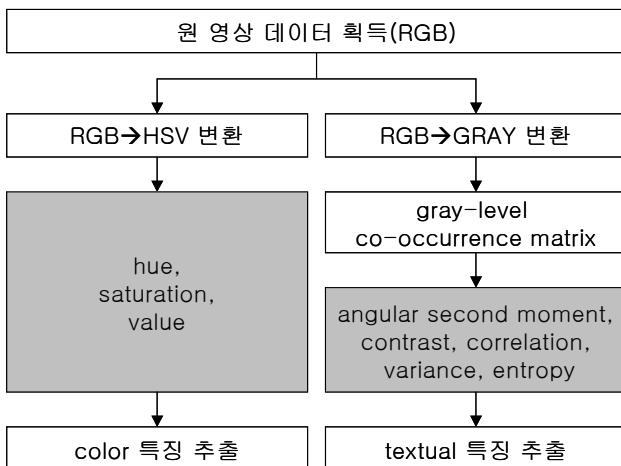 원 영상 데이터 획득(RGB)
RGB→HSV 변환
RGB→GRAY 변환
hue,
saturation,
value
gray-level
co-occurrence matrix
angular second moment,
contrast, correlation,
variance, entropy
color 특징 추출
textual 특징 추출